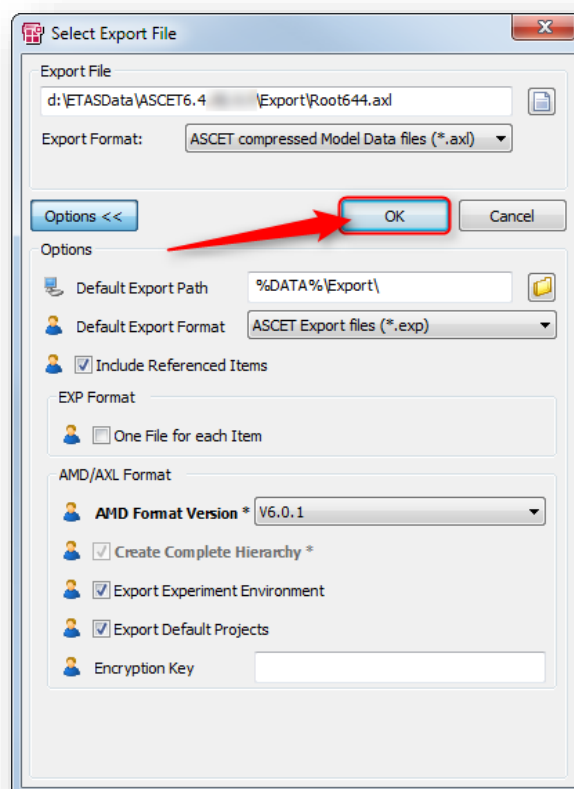 Select Export File
Export File
d:\ETASData\ASCET6.4 \Export\Root644.axl
Export Format: ASCET compressed Model Data files (*.axl)
Options << OK Cancel
Options
Default Export Path %DATA%\Export\
Default Export Format ASCET Export files (*.exp)
Include Referenced Items
EXP Format
One File for each Item
AMD/AXL Format
AMD Format Version * V6.0.1
Create Complete Hierarchy *
Export Experiment Environment
Export Default Projects
Encryption Key